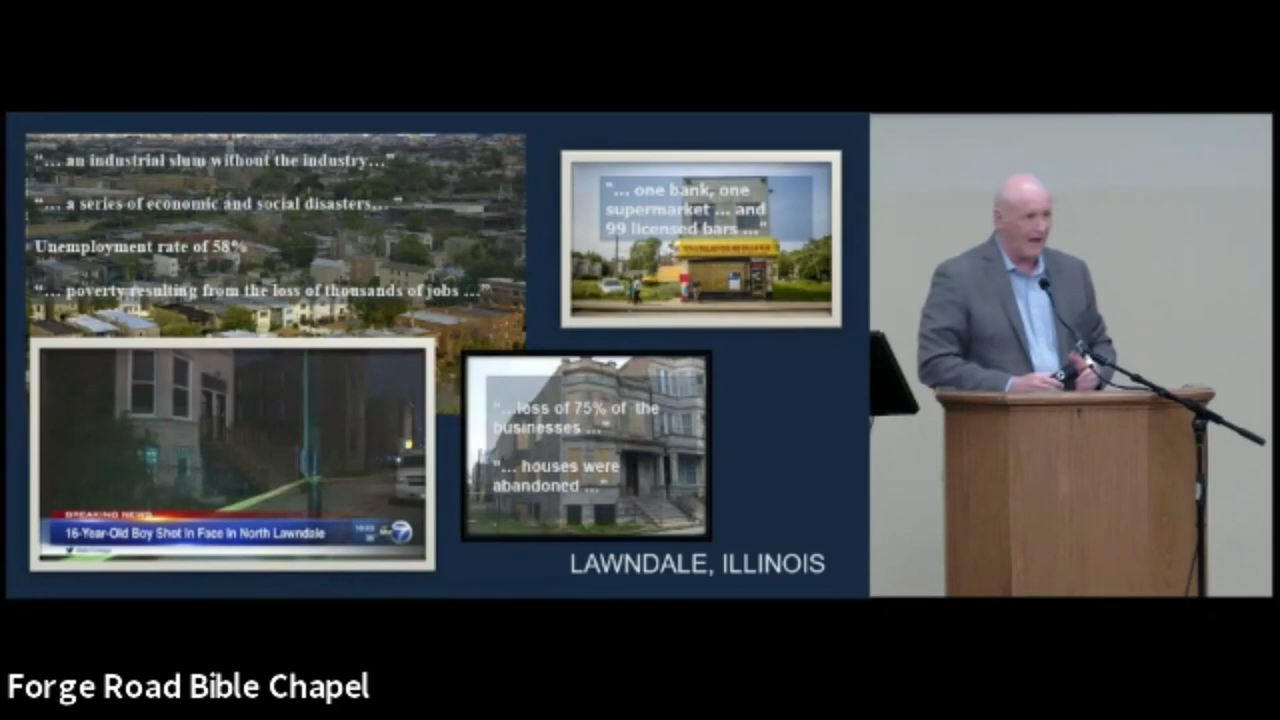 "... an industrial slum without the industry..."
"... a series of economic and social disasters... "
Unemployment rate of 58%
"... poverty resulting from the loss of thousands of jobs ..."
"... one bank, one
supermarket ... and
99 licensed bars ..."
BREAKING NEWS
16-Year-Old Boy Shot In Face In North Lawndale
7
"...loss of 75% of the
businesses ..."
"... houses were
abandoned ..."
LAWNDALE, ILLINOIS
Forge Road Bible Chapel